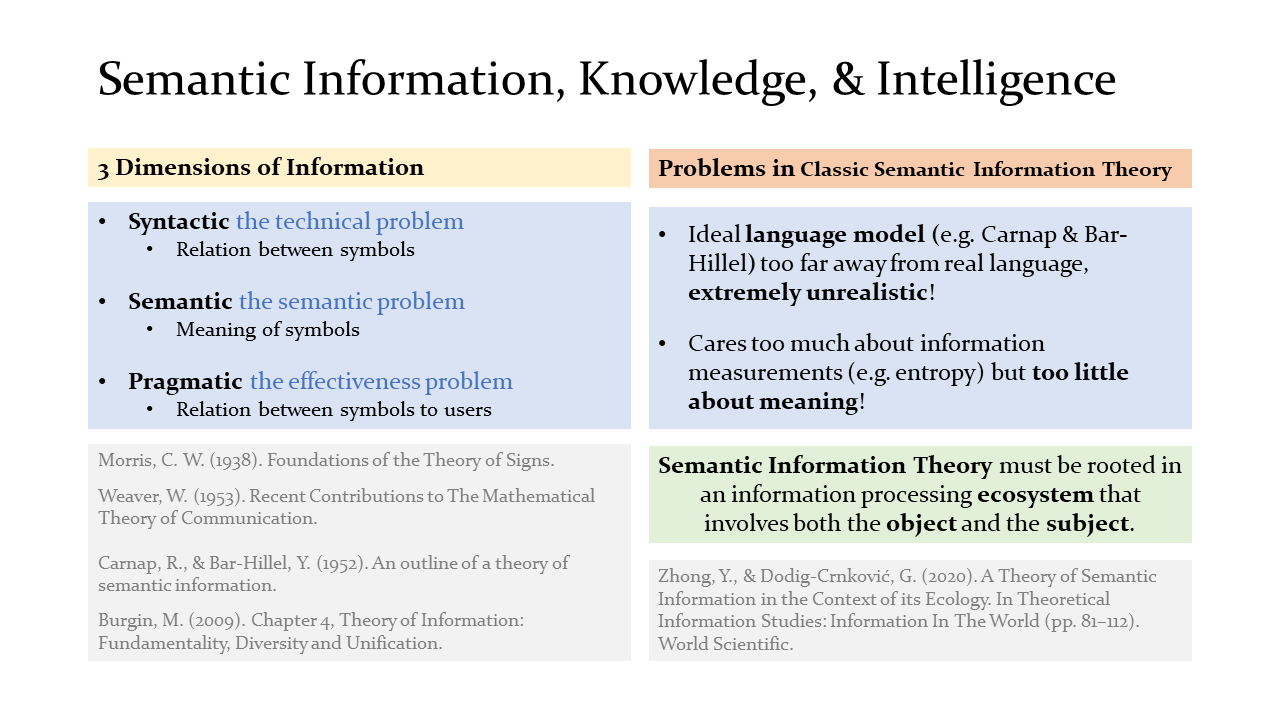 Semantic Information, Knowledge, & Intelligence
3 Dimensions of Information
• Syntactic the technical problem
• Relation between symbols
• Semantic the semantic problem
• Meaning of symbols
• Pragmatic the effectiveness problem
• Relation between symbols to users
Morris, C. W. (1938). Foundations of the Theory of Signs.
Weaver, W. (1953). Recent Contributions to The Mathematical
Theory of Communication.
Carnap, R., & Bar-Hillel, Y. (1952). An outline of a theory of
semantic information.
Burgin, M. (2009). Chapter 4, Theory of Information:
Fundamentality, Diversity and Unification.
Problems in Classic Semantic Information Theory
• Ideal language model (e.g. Carnap & Bar-
Hillel) too far away from real language,
extremely unrealistic!
• Cares too much about information
measurements (e.g. entropy) but too little
about meaning!
Semantic Information Theory must be rooted in
an information processing ecosystem that
involves both the object and the subject.
Zhong, Y., & Dodig-Crnković, G. (2020). A Theory of Semantic
Information in the Context of its Ecology. In Theoretical
Information Studies: Information In The World (pp. 81–112).
World Scientific.